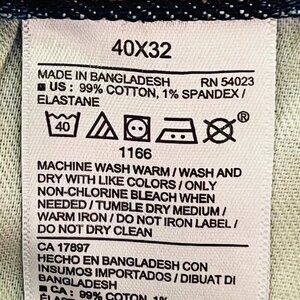 40X32
MADE IN BANGLADESH RN 54023
US : 99% COTTON, 1% SPANDEX /
ELASTANE
40
®
1166
MACHINE WASH WARM / WASH AND
DRY WITH LIKE COLORS / ONLY
NON-CHLORINE BLEACH WHEN
NEEDED / TUMBLE DRY MEDIUM /
WARM IRON / DO NOT IRON LABEL /
DO NOT DRY CLEAN
CA 17897
HECHO EN BANGLADESH CON
INSUMOS IMPORTADOS / DIBUAT DI
BANGLADESH
CA : 99% COTON, 1%